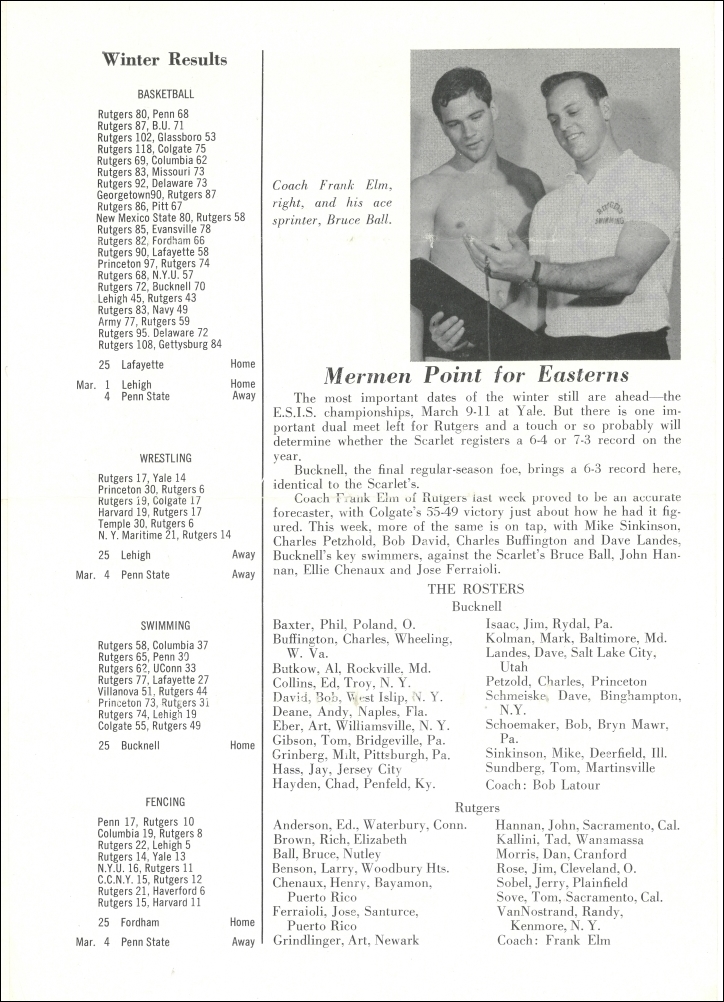 Winter Results
BASKETBALL
Rutgers 80, Penn 68
Rutgers 87, B.U. 71
Rutgers 102, Glassboro 53
Rutgers 118, Colgate 75
Rutgers 69, Columbia 62
Rutgers 83, Missouri 73
Rutgers 92, Delaware 73
Georgetown90, Rutgers 87
Rutgers 86, Pitt 67
New Mexico State 80, Rutgers 58
Rutgers 85, Evansville 78
Rutgers 82, Fordham 66
Rutgers 90, Lafayette 58
Princeton 97, Rutgers 74
Rutgers 68, N.Y.U. 57
Rutgers 72, Bucknell 70
Lehigh 45, Rutgers 43
Rutgers 83, Navy 49
Army 77, Rutgers 59
Rutgers 95. Delaware 72
Rutgers 108, Gettysburg 84
25 Lafayette Home
Mar. 1 Lehigh Home
4 Penn State Away
WRESTLING
Rutgers 17, Yale 14
Princeton 30, Rutgers 6
Rutgers 19, Colgate 17
Harvard 19, Rutgers 17
Temple 30, Rutgers 6
N. Y. Maritime 21, Rutgers 14
25 Lehigh Away
Mar. 4 Penn State Away
SWIMMING
Rutgers 58, Columbia 37
Rutgers 65, Penn 30
Rutgers 62, UConn 33
Rutgers 77, Lafayette 27
Villanova 51, Rutgers 44
Princeton 73, Rutgers 31
Rutgers 74, Lehigh 19
Colgate 55, Rutgers 49
25 Bucknell Home
FENCING
Penn 17, Rutgers 10
Columbia 19, Rutgers 8
Rutgers 22, Lehigh 5
Rutgers 14, Yale 13
N.Y.U. 16, Rutgers 11
C.C.N.Y. 15, Rutgers 12
Rutgers 21, Haverford 6
Rutgers 15, Harvard 11
25 Fordham Home
Mar. 4 Penn State Away
Coach Frank Elm,
right, and his ace
sprinter, Bruce Ball.
RUTGERS
SWIMMING
Mermen Point for Easterns
The most important dates of the winter still are ahead—the
E.S.I.S. championships, March 9-11 at Yale. But there is one im-
portant dual meet left for Rutgers and a touch or so probably will
determine whether the Scarlet registers a 6-4 or 7-3 record on the
year.
Bucknell, the final regular-season foe, brings a 6-3 record here,
identical to the Scarlet's.
Coach Frank Elm of Rutgers last week proved to be an accurate
forecaster, with Colgate's 55-49 victory just about how he had it fig-
ured. This week, more of the same is on tap, with Mike Sinkinson,
Charles Petzhold, Bob David, Charles Buffington and Dave Landes,
Bucknell's key swimmers, against the Scarlet's Bruce Ball, John Han-
nan, Ellie Chenaux and Jose Ferraioli.
THE ROSTERS
Bucknell
Baxter, Phil, Poland, O.
Buffington, Charles, Wheeling,
W. Va.
Butkow, Al, Rockville, Md.
Collins, Ed, Troy, N. Y.
David, Bob, West Islip, N. Y.
Deane, Andy, Naples, Fla.
Eber, Art, Williamsville, N. Y.
Gibson, Tom, Bridgeville, Pa.
Grinberg, Milt, Pittsburgh, Pa.
Hass, Jay, Jersey City
Hayden, Chad, Penfeld, Ky.
Isaac, Jim, Rydal, Pa.
Kolman, Mark, Baltimore, Md.
Landes, Dave, Salt Lake City,
Utah
Petzold, Charles, Princeton
Schmeiske, Dave, Binghampton,
N.Y.
Schoemaker, Bob, Bryn Mawr,
Pa.
Sinkinson, Mike, Deerfield, Ill.
Sundberg, Tom, Martinsville
Coach: Bob Latour
Rutgers
Anderson, Ed., Waterbury, Conn.
Brown, Rich, Elizabeth
Ball, Bruce, Nutley
Benson, Larry, Woodbury Hts.
Chenaux, Henry, Bayamon,
Puerto Rico
Ferraioli, Jose, Santurce,
Puerto Rico
Grindlinger, Art, Newark
Hannan, John, Sacramento, Cal.
Kallini, Tad, Wanamassa
Morris, Dan, Cranford
Rose, Jim, Cleveland, O.
Sobel, Jerry, Plainfield
Sove, Tom, Sacramento, Cal.
VanNostrand, Randy,
Kenmore, N. Y.
Coach: Frank Elm